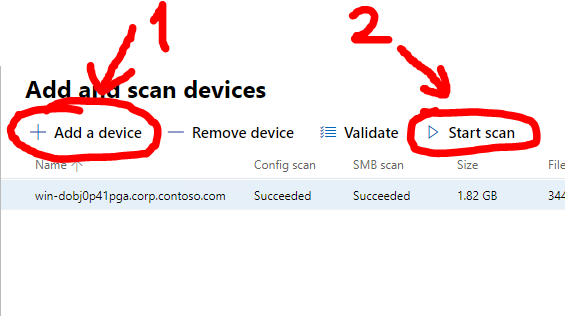 1
2
Add and scan devices
Add a device Remove device Validate Start scan
Name Config scan SMB scan Size File
win-dobj0p41pga.corp.contoso.com Succeeded Succeeded 1.82 GB 344